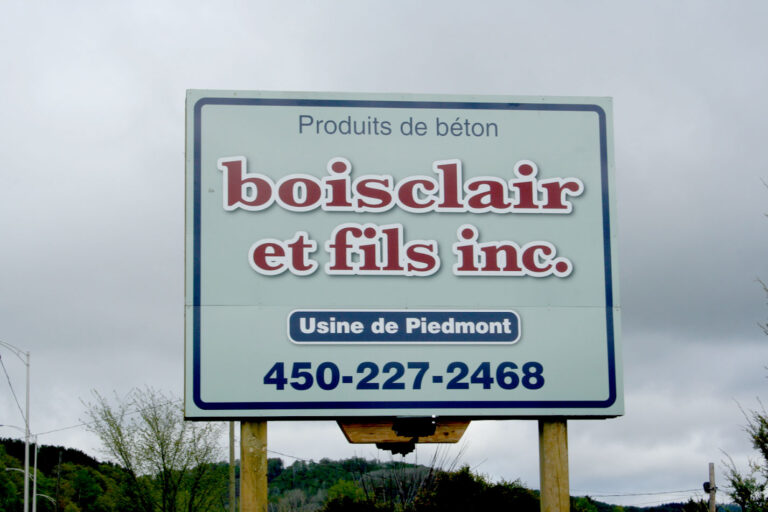 Produits de béton
boisclair
et fils inc.
Usine de Piedmont
450-227-2468